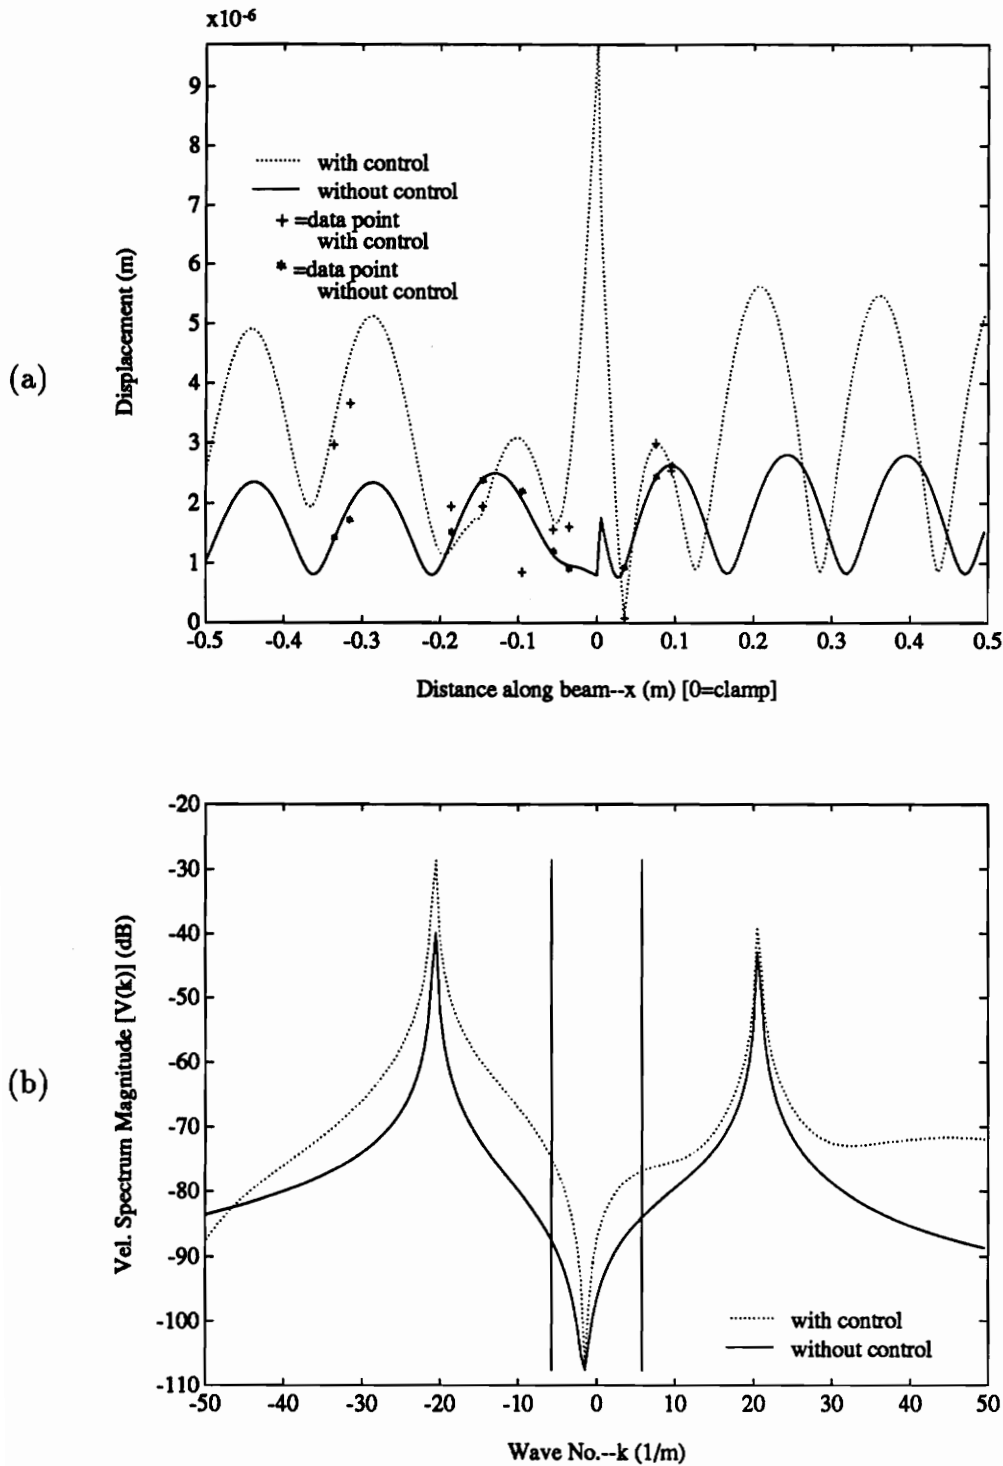 x10-6
9
8
7
6
5
4
3
2
1
0
Displacement (m)
(a)
with control
without control
+ =data point
with control
* =data point
without control
-0.5 -0.4 -0.3 -0.2 -0.1 0 0.1 0.2 0.3 0.4 0.5
Distance along beam--x (m) [0=clamp]
-20
-30
-40
-50
-60
-70
-80
-90
-100
-110
Vel. Spectrum Magnitude [V(k)] (dB)
(b)
with control
without control
-50 -40 -30 -20 -10 0 10 20 30 40 50
Wave No.--k (1/m)